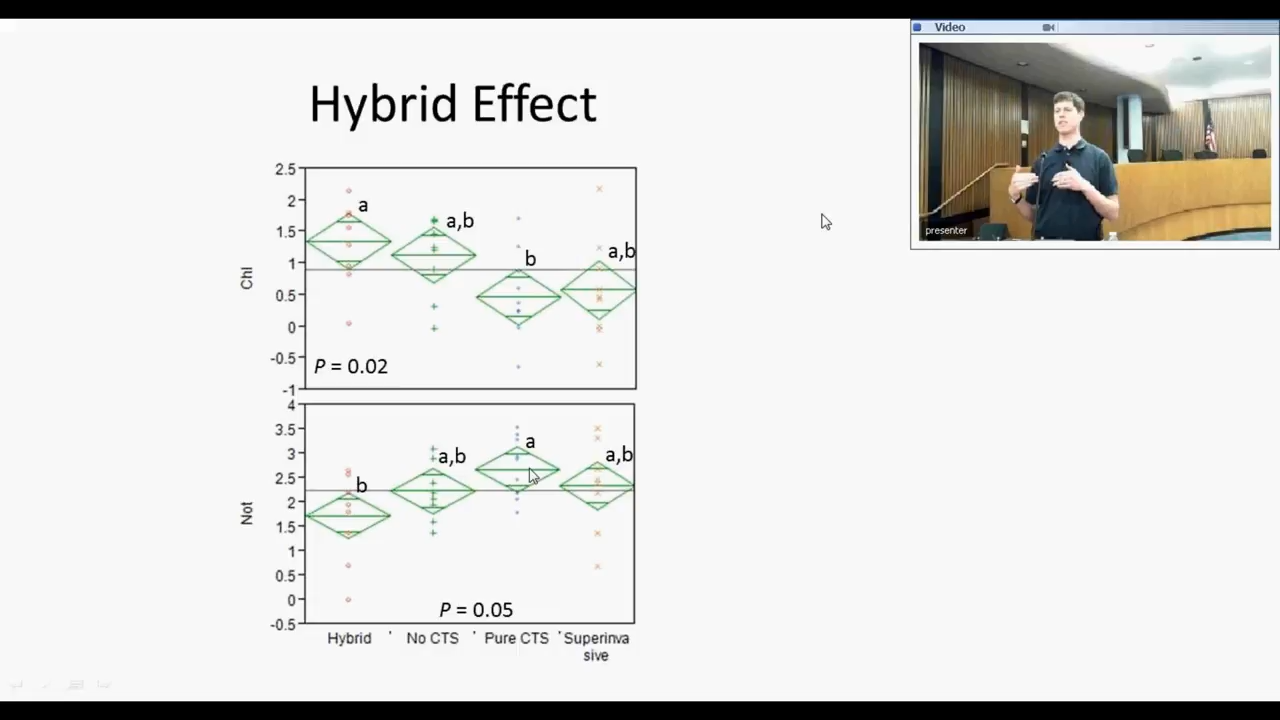 Video
presenter
Hybrid Effect
2.5
2
1.5
1
0.5
0
-0.5
-1
Chl
a
a,b
b
a,b
P = 0.02
4
3.5
3
2.5
2
1.5
1
0.5
0
-0.5
Not
b
a,b
a
a,b
P = 0.05
Hybrid
No CTS
Pure CTS
Superinva
sive